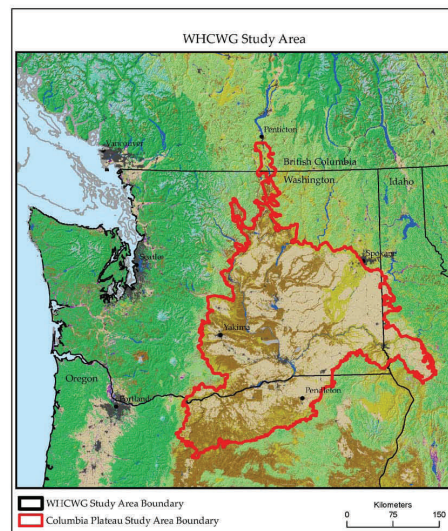 WHCWG Study Area
Penticton
Vancouver
British Columbia
Washington
Idaho
Seattle
Spokane
Yakima
Oregon
Portland
Pendleton
WHCWG Study Area Boundary
Columbia Plateau Study Area Boundary
Kilometers
0 75 150